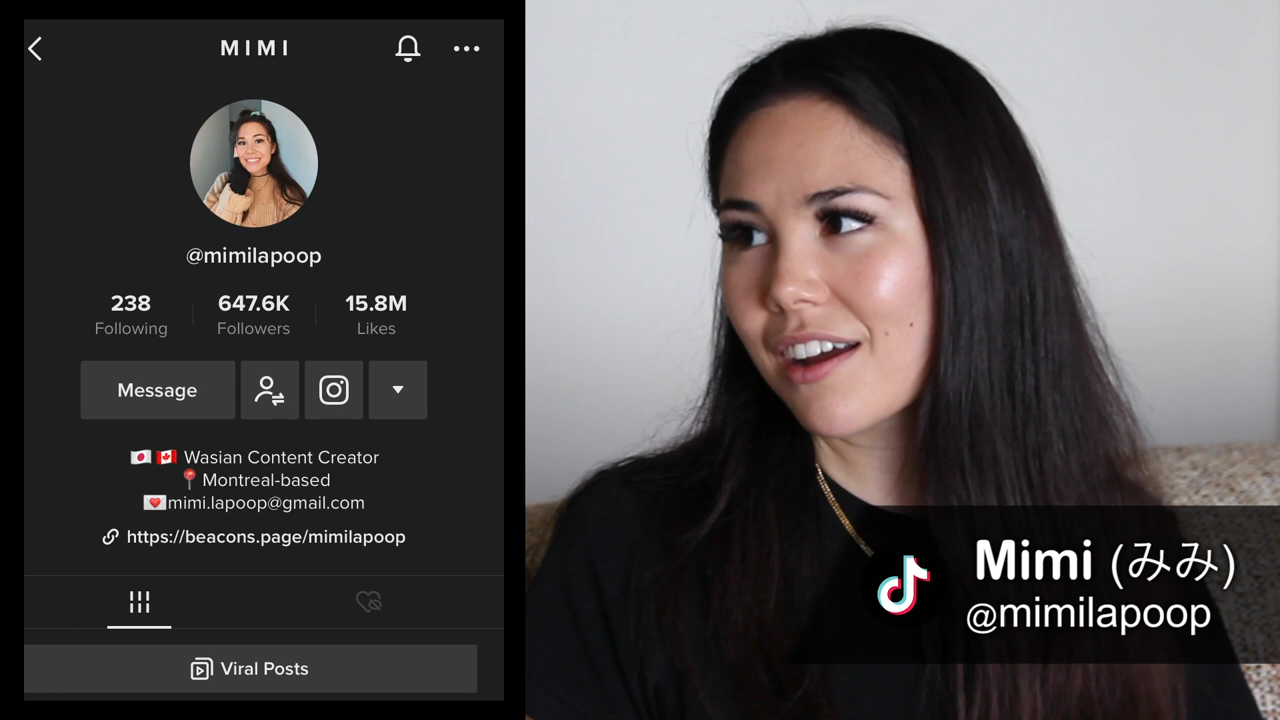 MIMI
@mimilapoop
238
647.6K
15.8M
Following
Followers
Likes
Message
🇯🇵 🇨🇦 Wasian Content Creator
📍Montreal-based
💌mimi.lapoop@gmail.com
https://beacons.page/mimilapoop
Viral Posts
Mimi (みみ)
@mimilapoop